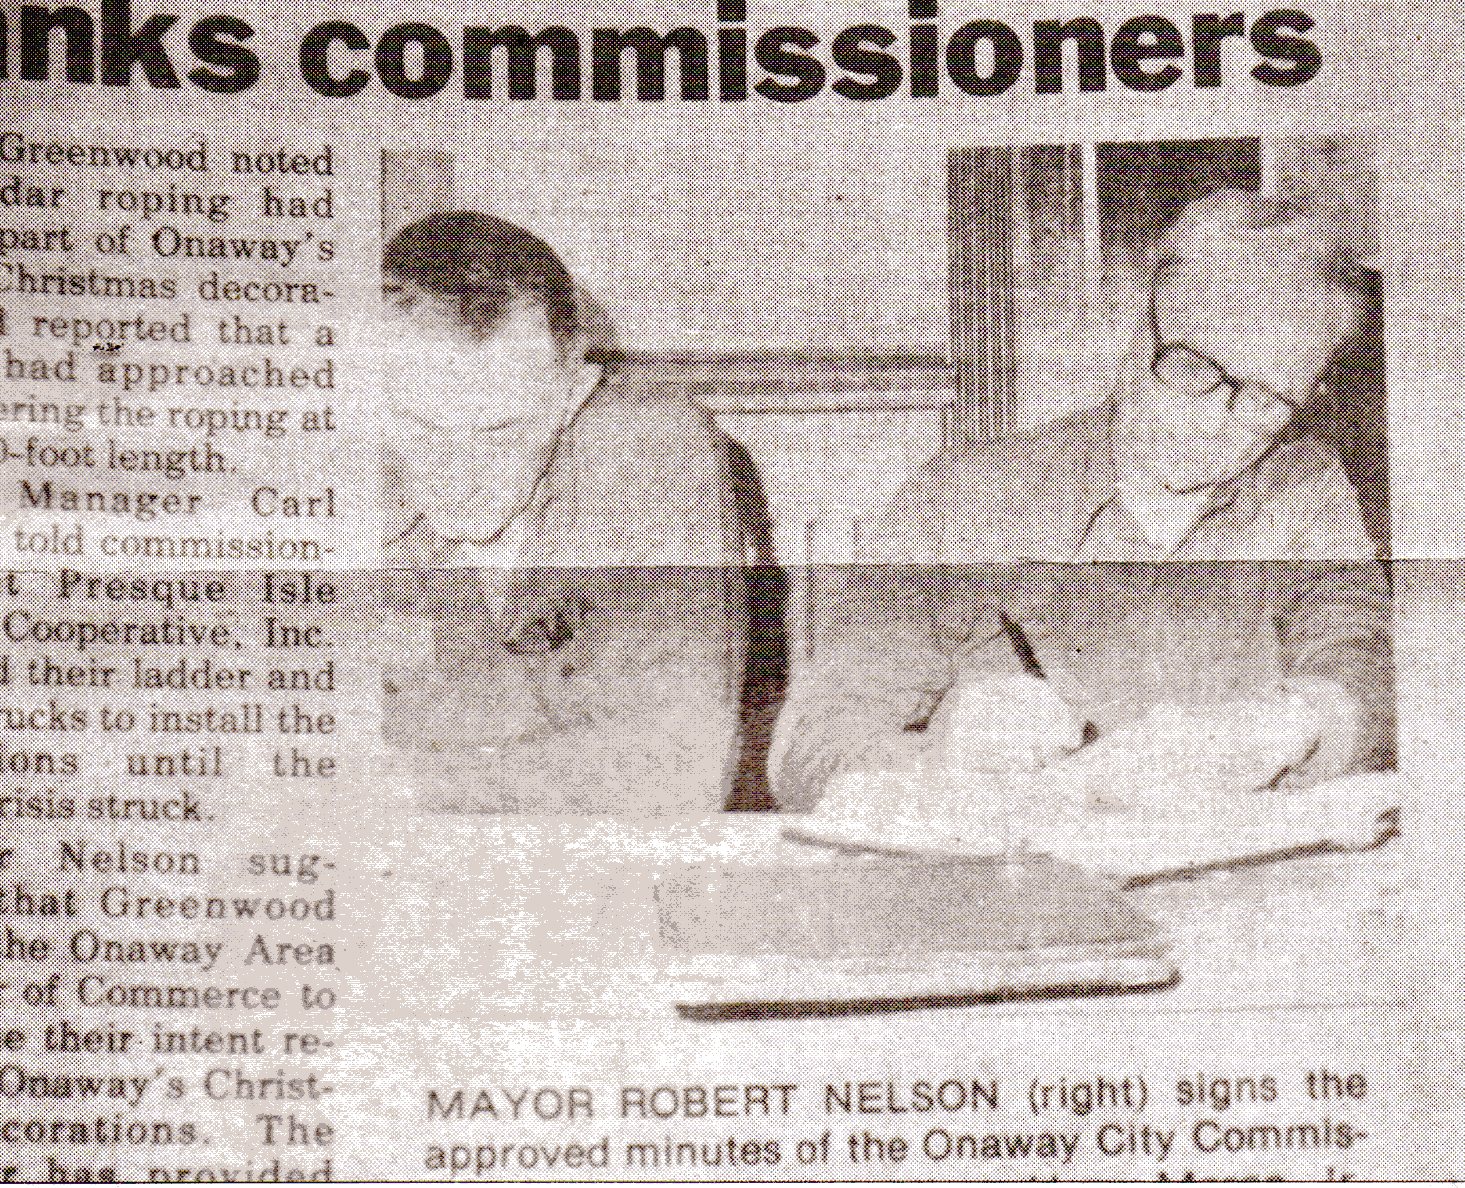 nks commissioners
Greenwood noted
dar roping had
part of Onaway's
Christmas decora-
reported that a
had approached
ering the roping at
0-foot length.
Manager Carl
told commission-
t Presque Isle
Cooperative, Inc.
d their ladder and
rucks to install the
ions until the
risis struck.
r Nelson sug-
that Greenwood
he Onaway Area
r of Commerce to
e their intent re-
Onaway's Christ-
corations. The
r has provided
MAYOR ROBERT NELSON (right) signs the
approved minutes of the Onaway City Commis-